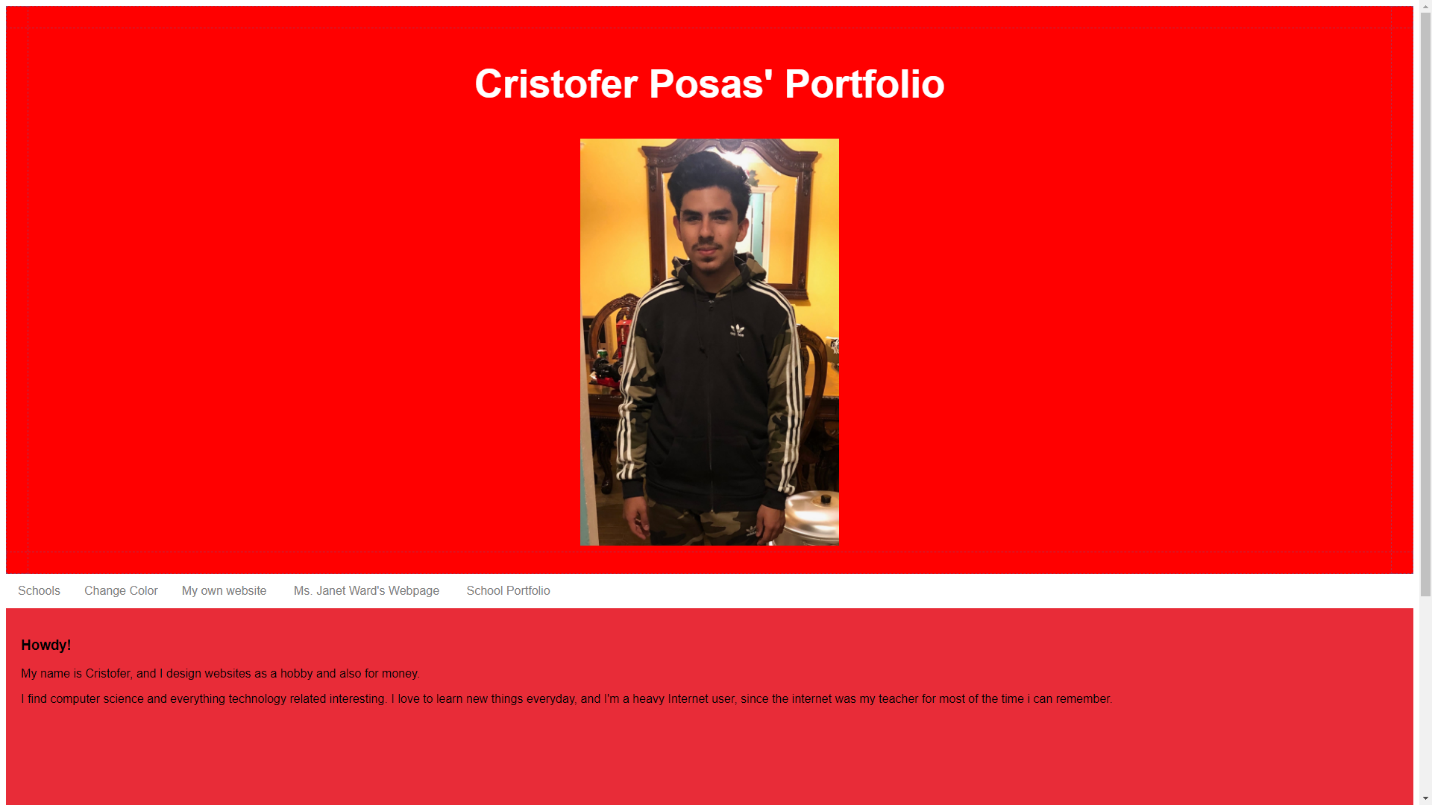 Cristofer Posas' Portfolio
Schools Change Color My own website Ms. Janet Ward's Webpage School Portfolio
Howdy!
My name is Cristofer, and I design websites as a hobby and also for money.
I find computer science and everything technology related interesting. I love to learn new things everyday, and I'm a heavy Internet user, since the internet was my teacher for most of the time i can remember.